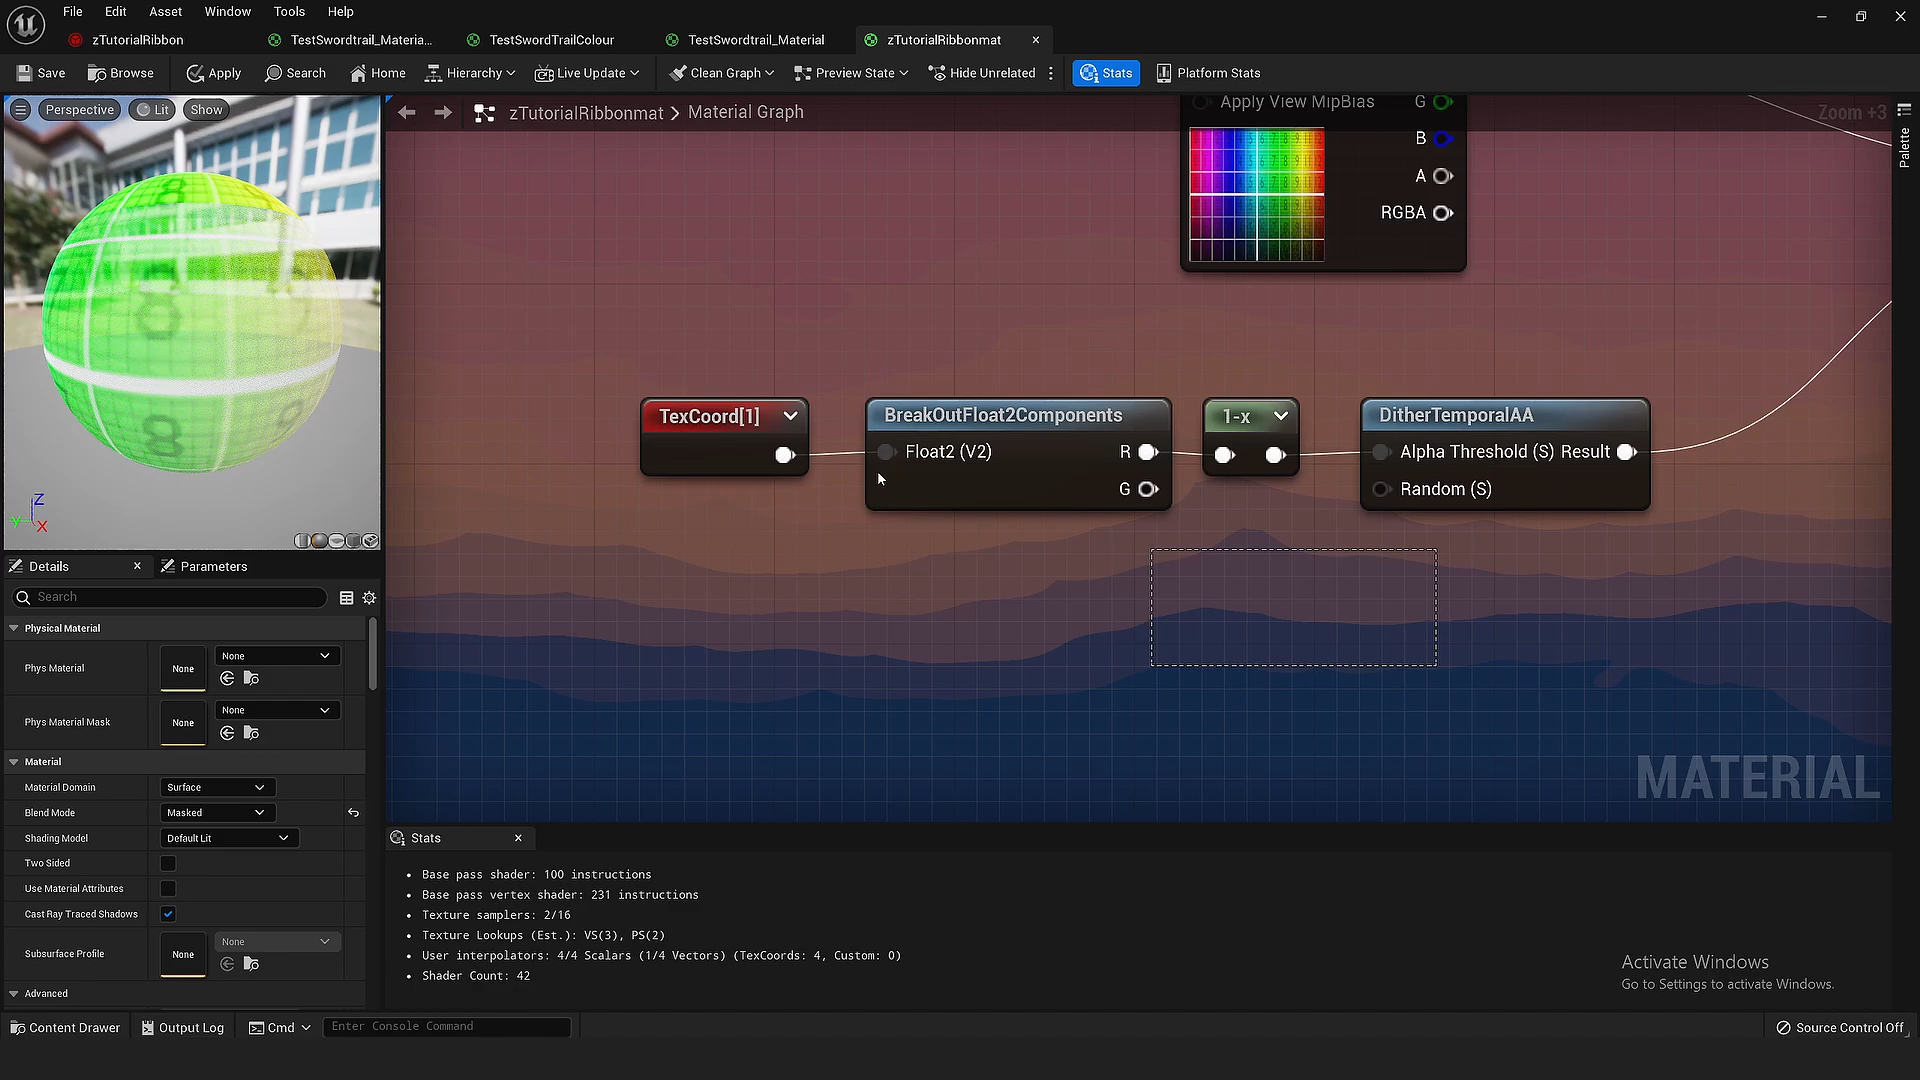 File Edit Asset Window Tools Help
zTutorialRibbon TestSwordtrail_Materia... TestSwordTrailColour TestSwordtrail_Material zTutorialRibbonmat
Save Browse Apply Search Home Hierarchy Live Update Clean Graph Preview State Hide Unrelated Stats Platform Stats
Perspective Lit Show
zTutorialRibbonmat > Material Graph
Zoom +3
Palette
Apply View MipBias G
B
A
RGBA
TexCoord[1]
BreakOutFloat2Components
Float2 (V2) R
G
1-x
DitherTemporalAA
Alpha Threshold (S) Result
Random (S)
MATERIAL
8
8
8
Z
Y
X
Details Parameters
Search
Physical Material
Phys Material None None
Phys Material Mask None None
Material
Material Domain Surface
Blend Mode Masked
Shading Model Default Lit
Two Sided
Use Material Attributes
Cast Ray Traced Shadows
Subsurface Profile None None
Advanced
Stats
• Base pass shader: 100 instructions
• Base pass vertex shader: 231 instructions
• Texture samplers: 2/16
• Texture Lookups (Est.): VS(3), PS(2)
• User interpolators: 4/4 Scalars (1/4 Vectors) (TexCoords: 4, Custom: 0)
• Shader Count: 42
Activate Windows
Go to Settings to activate Windows.
Content Drawer Output Log Cmd Enter Console Command Source Control Off